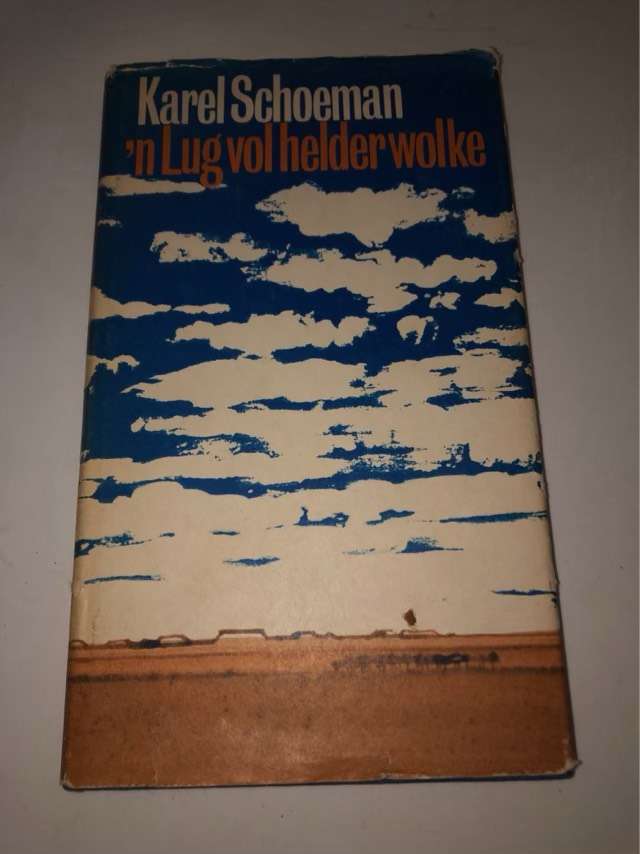 Karel Schoeman
'n Lug vol helder wolke